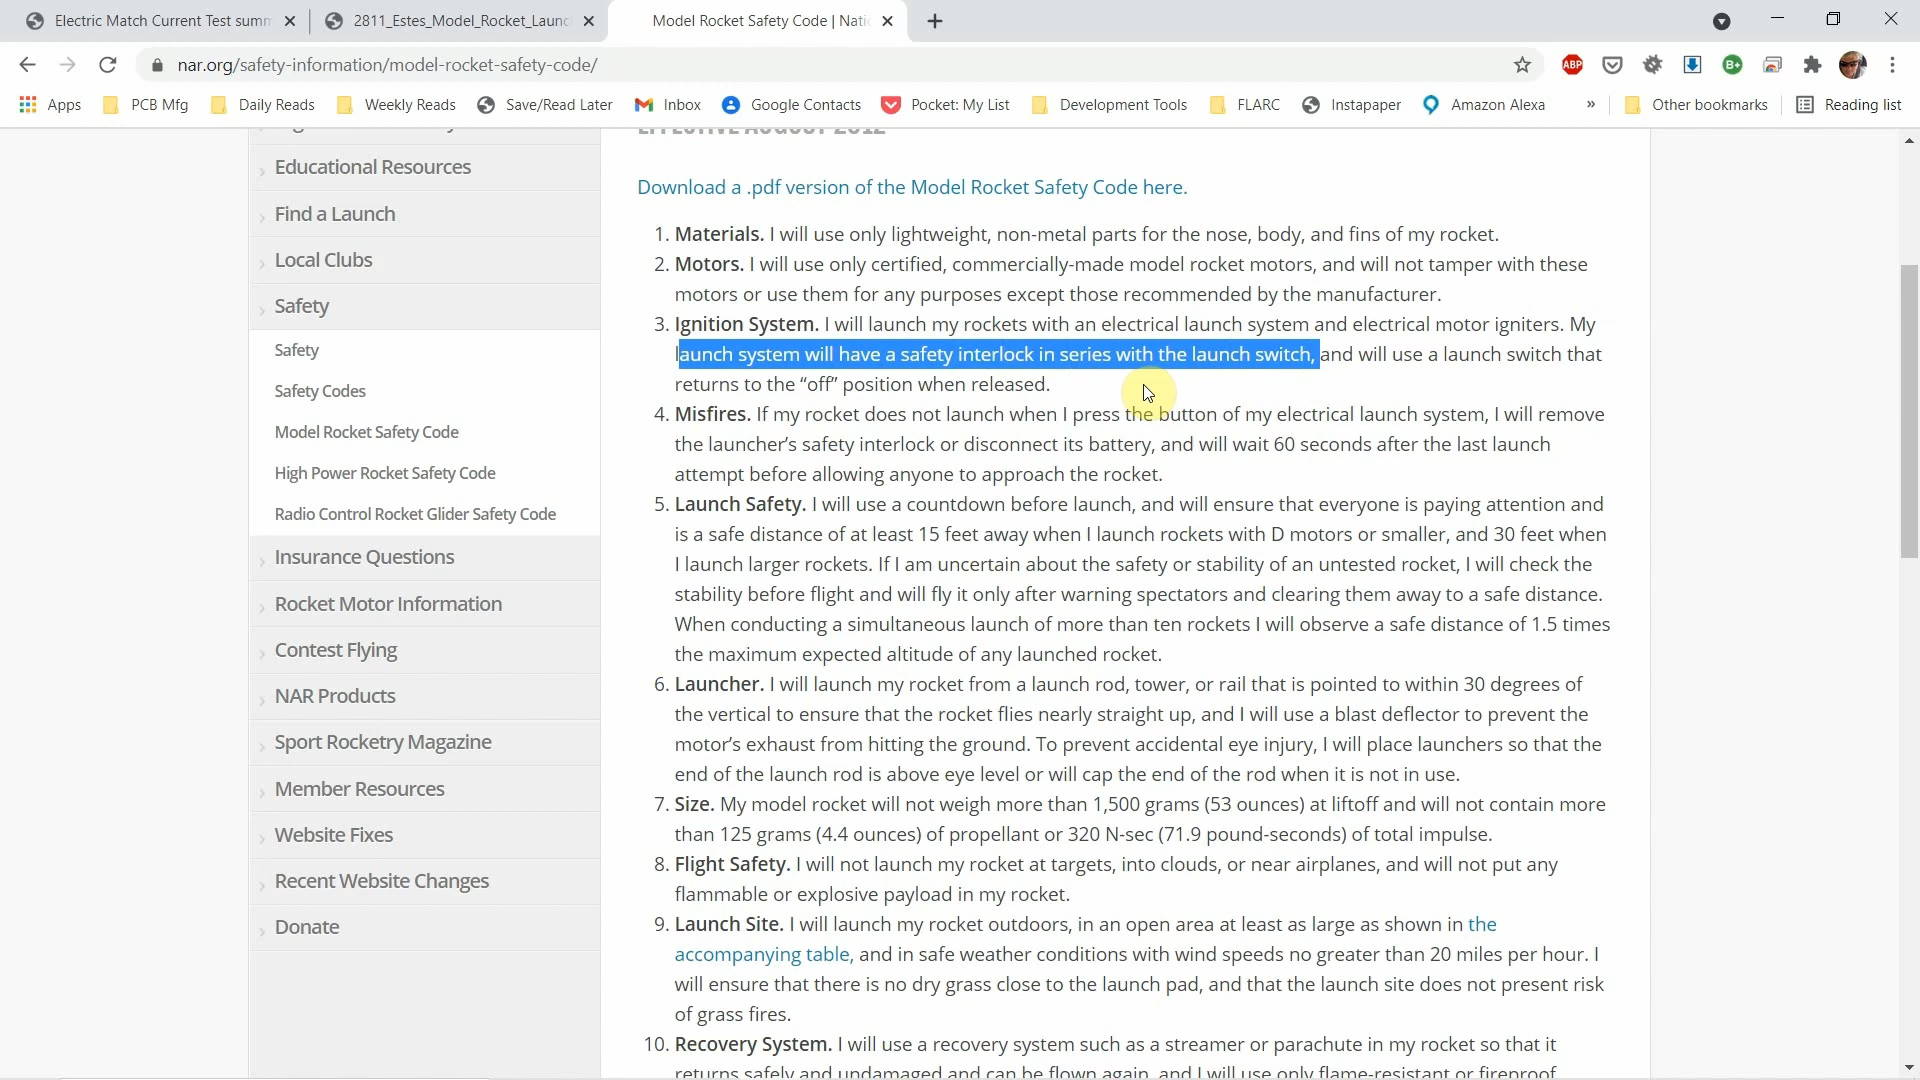 Electric Match Current Test summ
2811_Estes_Model_Rocket_Launc
Model Rocket Safety Code | Nati
nar.org/safety-information/model-rocket-safety-code/
ABP
B+
Apps
PCB Mfg
Daily Reads
Weekly Reads
Save/Read Later
Inbox
Google Contacts
Pocket: My List
Development Tools
FLARC
Instapaper
Amazon Alexa
»
Other bookmarks
Reading list
EFFECTIVE AUGUST 2012
Educational Resources
Find a Launch
Local Clubs
Safety
Safety
Safety Codes
Model Rocket Safety Code
High Power Rocket Safety Code
Radio Control Rocket Glider Safety Code
Insurance Questions
Rocket Motor Information
Contest Flying
NAR Products
Sport Rocketry Magazine
Member Resources
Website Fixes
Recent Website Changes
Donate
Download a .pdf version of the Model Rocket Safety Code here.
1. Materials. I will use only lightweight, non-metal parts for the nose, body, and fins of my rocket.
2. Motors. I will use only certified, commercially-made model rocket motors, and will not tamper with these
motors or use them for any purposes except those recommended by the manufacturer.
3. Ignition System. I will launch my rockets with an electrical launch system and electrical motor igniters. My
launch system will have a safety interlock in series with the launch switch, and will use a launch switch that
returns to the “off” position when released.
4. Misfires. If my rocket does not launch when I press the button of my electrical launch system, I will remove
the launcher’s safety interlock or disconnect its battery, and will wait 60 seconds after the last launch
attempt before allowing anyone to approach the rocket.
5. Launch Safety. I will use a countdown before launch, and will ensure that everyone is paying attention and
is a safe distance of at least 15 feet away when I launch rockets with D motors or smaller, and 30 feet when
I launch larger rockets. If I am uncertain about the safety or stability of an untested rocket, I will check the
stability before flight and will fly it only after warning spectators and clearing them away to a safe distance.
When conducting a simultaneous launch of more than ten rockets I will observe a safe distance of 1.5 times
the maximum expected altitude of any launched rocket.
6. Launcher. I will launch my rocket from a launch rod, tower, or rail that is pointed to within 30 degrees of
the vertical to ensure that the rocket flies nearly straight up, and I will use a blast deflector to prevent the
motor’s exhaust from hitting the ground. To prevent accidental eye injury, I will place launchers so that the
end of the launch rod is above eye level or will cap the end of the rod when it is not in use.
7. Size. My model rocket will not weigh more than 1,500 grams (53 ounces) at liftoff and will not contain more
than 125 grams (4.4 ounces) of propellant or 320 N-sec (71.9 pound-seconds) of total impulse.
8. Flight Safety. I will not launch my rocket at targets, into clouds, or near airplanes, and will not put any
flammable or explosive payload in my rocket.
9. Launch Site. I will launch my rocket outdoors, in an open area at least as large as shown in the
accompanying table, and in safe weather conditions with wind speeds no greater than 20 miles per hour. I
will ensure that there is no dry grass close to the launch pad, and that the launch site does not present risk
of grass fires.
10. Recovery System. I will use a recovery system such as a streamer or parachute in my rocket so that it
returns safely and undamaged and can be flown again, and I will use only flame-resistant or fireproof